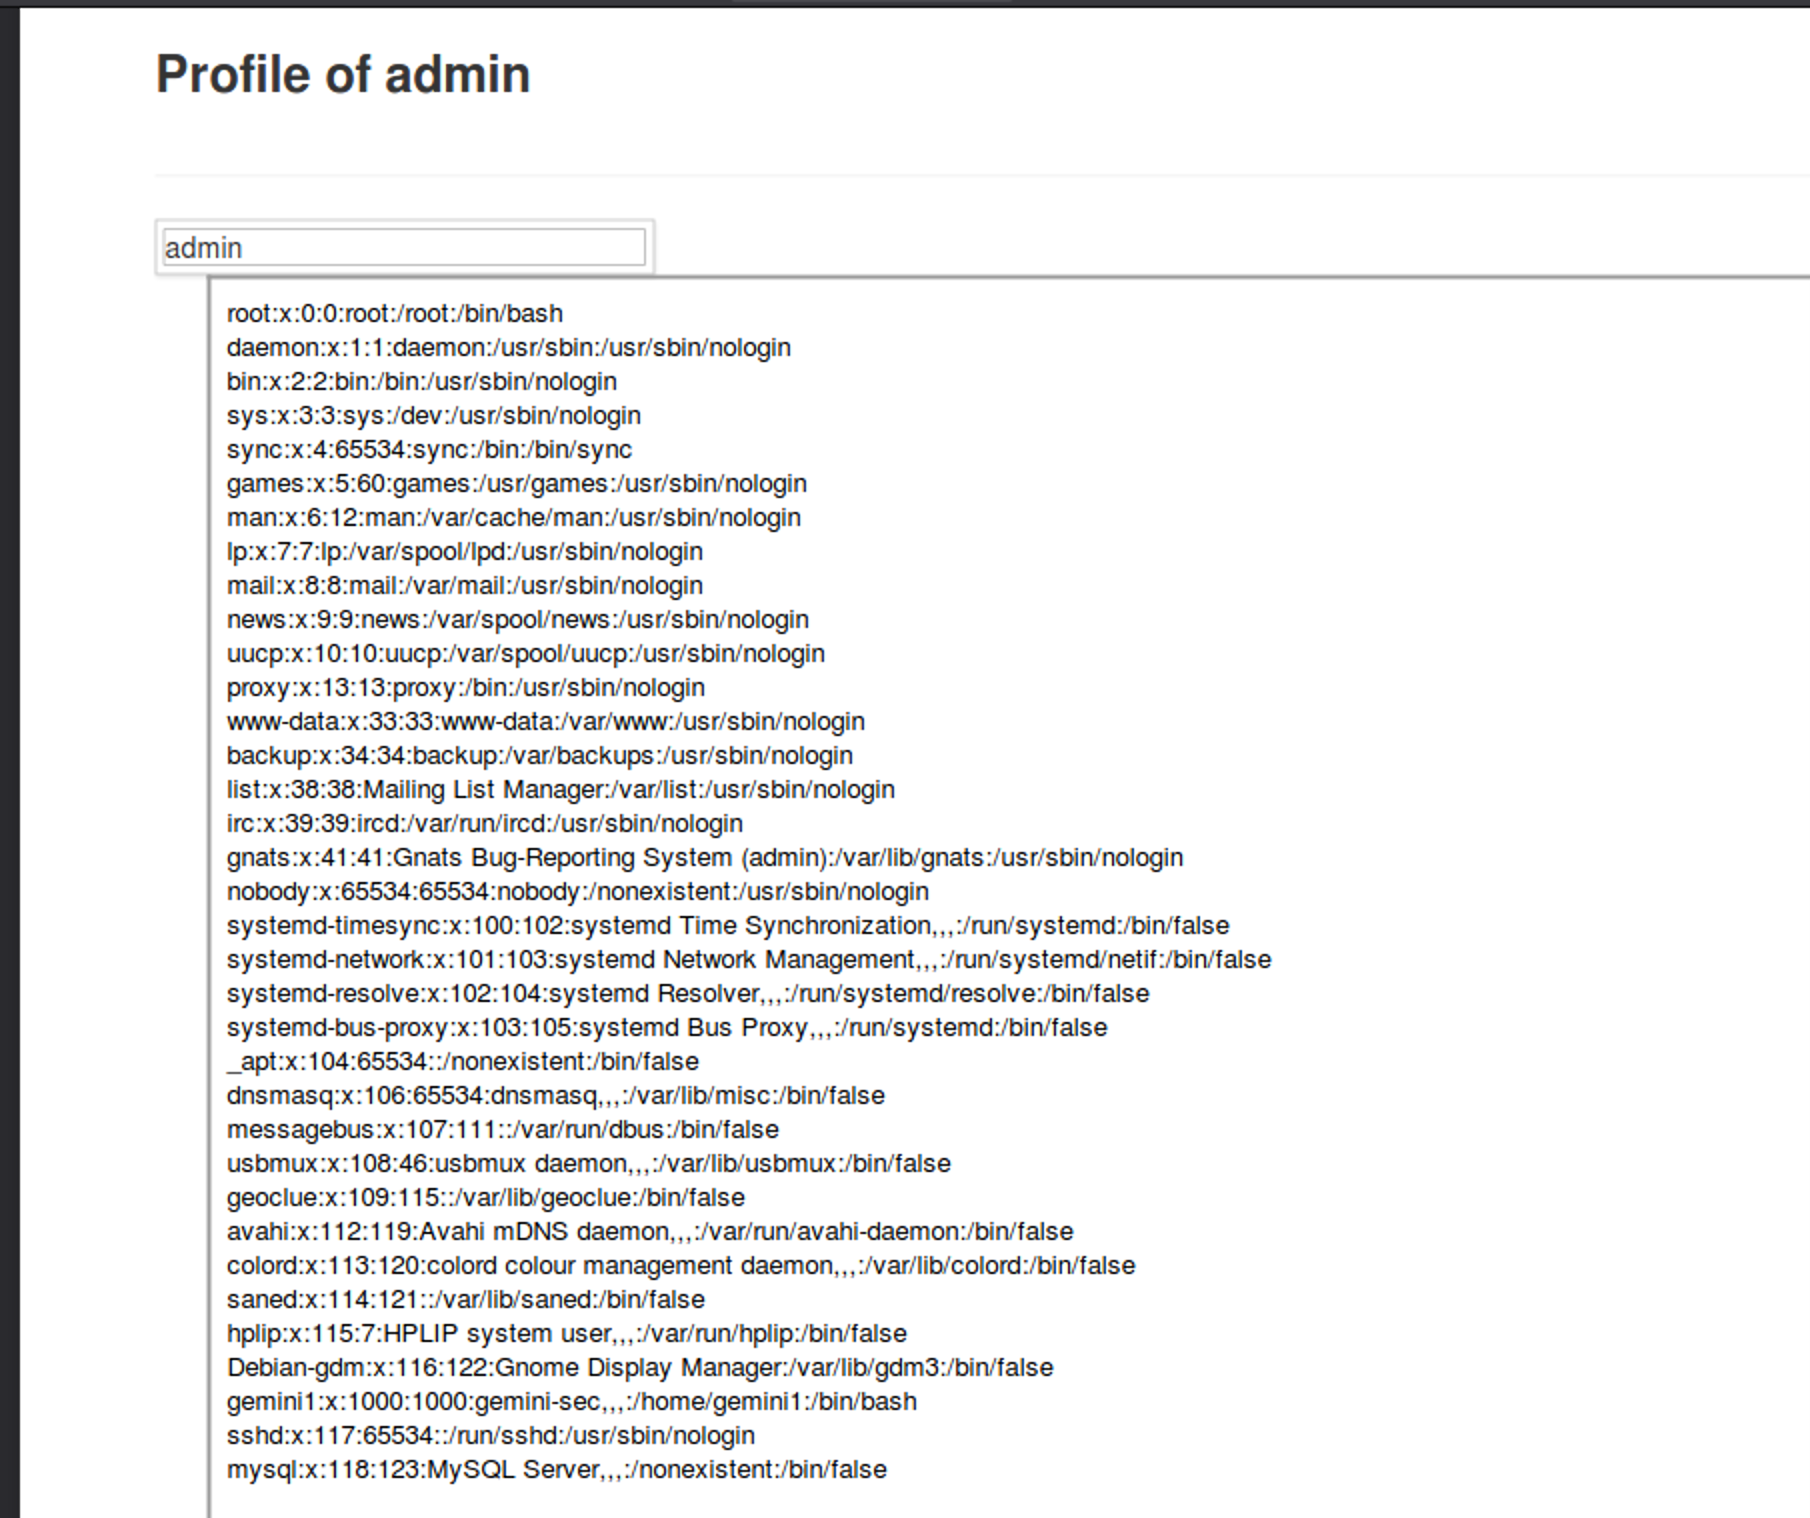 Profile of admin
admin
root:x:0:0:root:/root:/bin/bash
daemon:x:1:1:daemon:/usr/sbin:/usr/sbin/nologin
bin:x:2:2:bin:/bin:/usr/sbin/nologin
sys:x:3:3:sys:/dev:/usr/sbin/nologin
sync:x:4:65534:sync:/bin:/bin/sync
games:x:5:60:games:/usr/games:/usr/sbin/nologin
man:x:6:12:man:/var/cache/man:/usr/sbin/nologin
lp:x:7:7:lp:/var/spool/lpd:/usr/sbin/nologin
mail:x:8:8:mail:/var/mail:/usr/sbin/nologin
news:x:9:9:news:/var/spool/news:/usr/sbin/nologin
uucp:x:10:10:uucp:/var/spool/uucp:/usr/sbin/nologin
proxy:x:13:13:proxy:/bin:/usr/sbin/nologin
www-data:x:33:33:www-data:/var/www:/usr/sbin/nologin
backup:x:34:34:backup:/var/backups:/usr/sbin/nologin
list:x:38:38:Mailing List Manager:/var/list:/usr/sbin/nologin
irc:x:39:39:ircd:/var/run/ircd:/usr/sbin/nologin
gnats:x:41:41:Gnats Bug-Reporting System (admin):/var/lib/gnats:/usr/sbin/nologin
nobody:x:65534:65534:nobody:/nonexistent:/usr/sbin/nologin
systemd-timesync:x:100:102:systemd Time Synchronization,,,:/run/systemd:/bin/false
systemd-network:x:101:103:systemd Network Management,,,:/run/systemd/netif:/bin/false
systemd-resolve:x:102:104:systemd Resolver,,,:/run/systemd/resolve:/bin/false
systemd-bus-proxy:x:103:105:systemd Bus Proxy,,,:/run/systemd:/bin/false
_apt:x:104:65534::/nonexistent:/bin/false
dnsmasq:x:106:65534:dnsmasq,,,:/var/lib/misc:/bin/false
messagebus:x:107:111::/var/run/dbus:/bin/false
usbmux:x:108:46:usbmux daemon,,,:/var/lib/usbmux:/bin/false
geoclue:x:109:115::/var/lib/geoclue:/bin/false
avahi:x:112:119:Avahi mDNS daemon,,,:/var/run/avahi-daemon:/bin/false
colord:x:113:120:colord colour management daemon,,,:/var/lib/colord:/bin/false
saned:x:114:121::/var/lib/saned:/bin/false
hplip:x:115:7:HPLIP system user,,,:/var/run/hplip:/bin/false
Debian-gdm:x:116:122:Gnome Display Manager:/var/lib/gdm3:/bin/false
gemini1:x:1000:1000:gemini-sec,,,:/home/gemini1:/bin/bash
sshd:x:117:65534::/run/sshd:/usr/sbin/nologin
mysql:x:118:123:MySQL Server,,,:/nonexistent:/bin/false